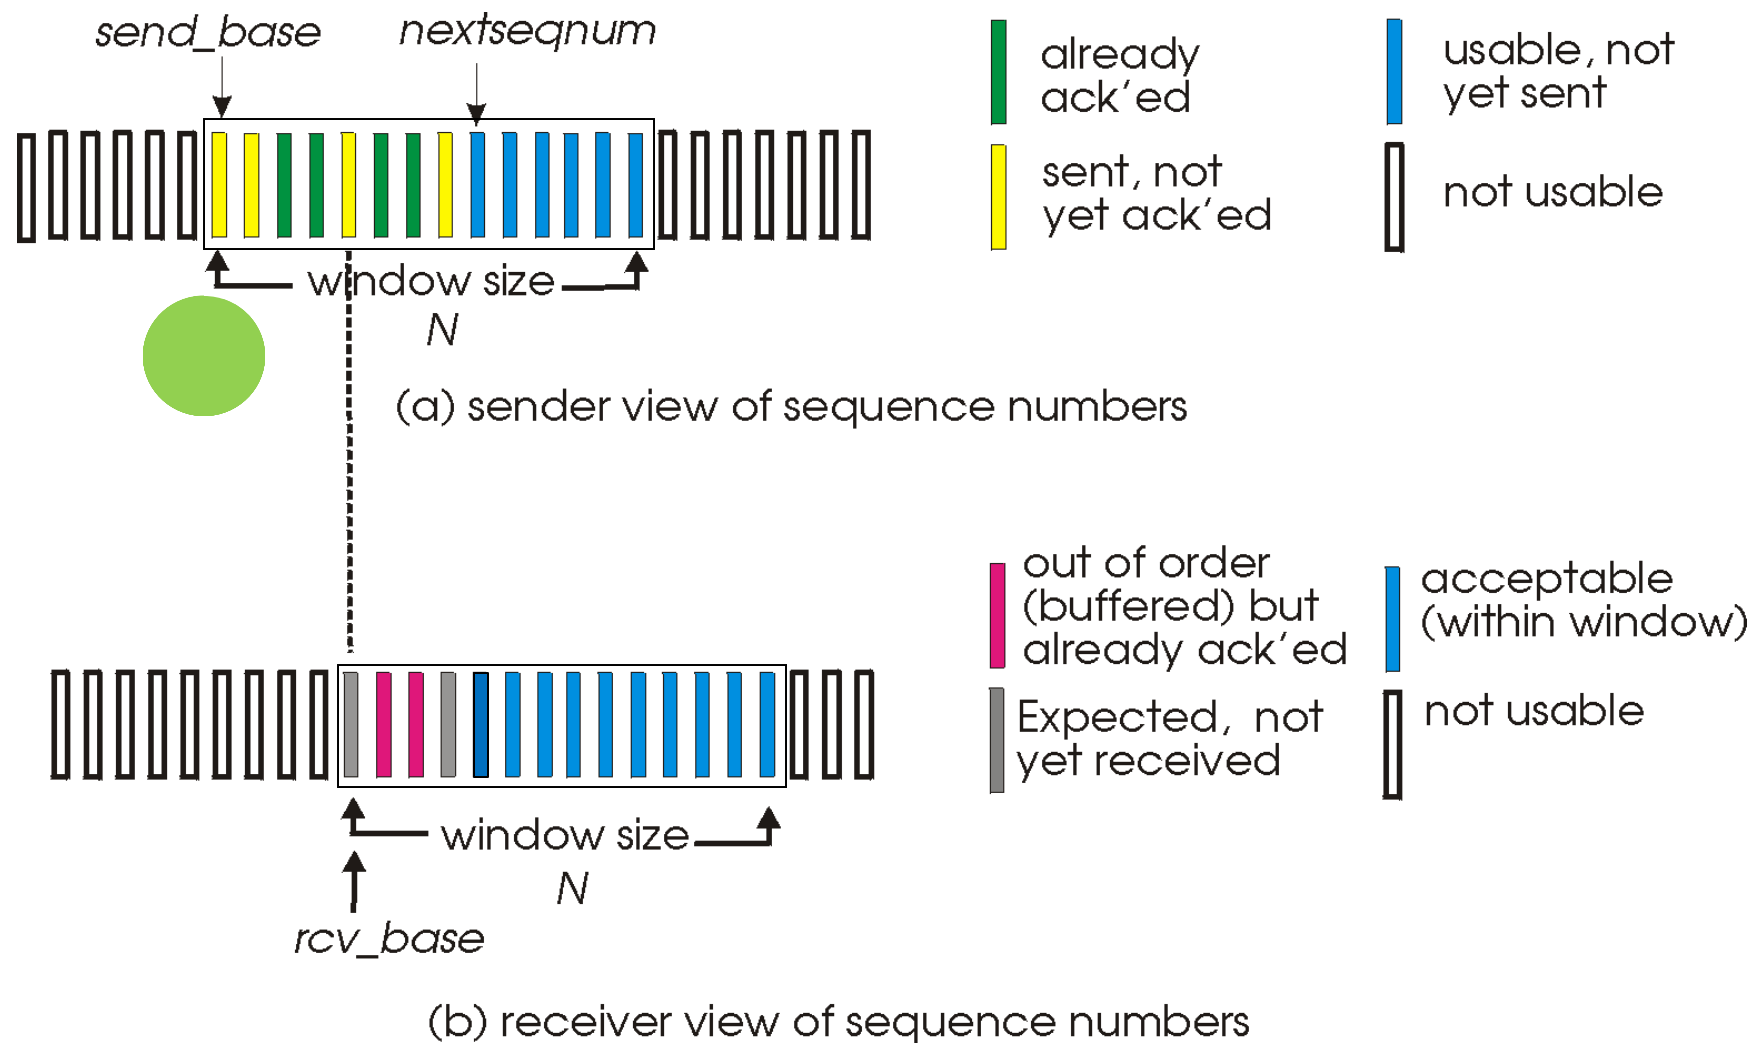 send_base
nextseqnum
already
ack’ed
usable, not
yet sent
sent, not
yet ack’ed
not usable
window size
N
(a) sender view of sequence numbers
out of order
(buffered) but
already ack’ed
acceptable
(within window)
Expected, not
yet received
not usable
window size
N
rcv_base
(b) receiver view of sequence numbers